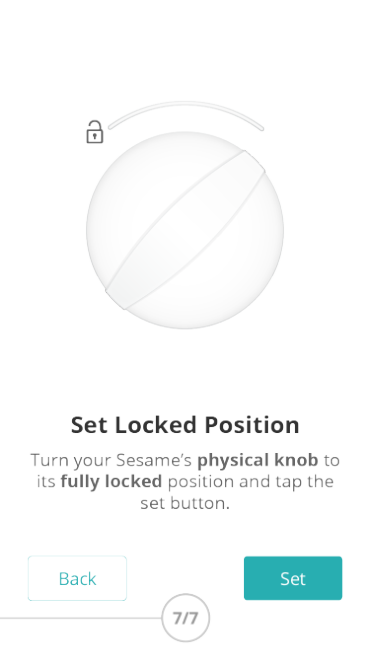 Set Locked Position
Turn your Sesame's physical knob to
its fully locked position and tap the
set button.
Back
Set
7/7